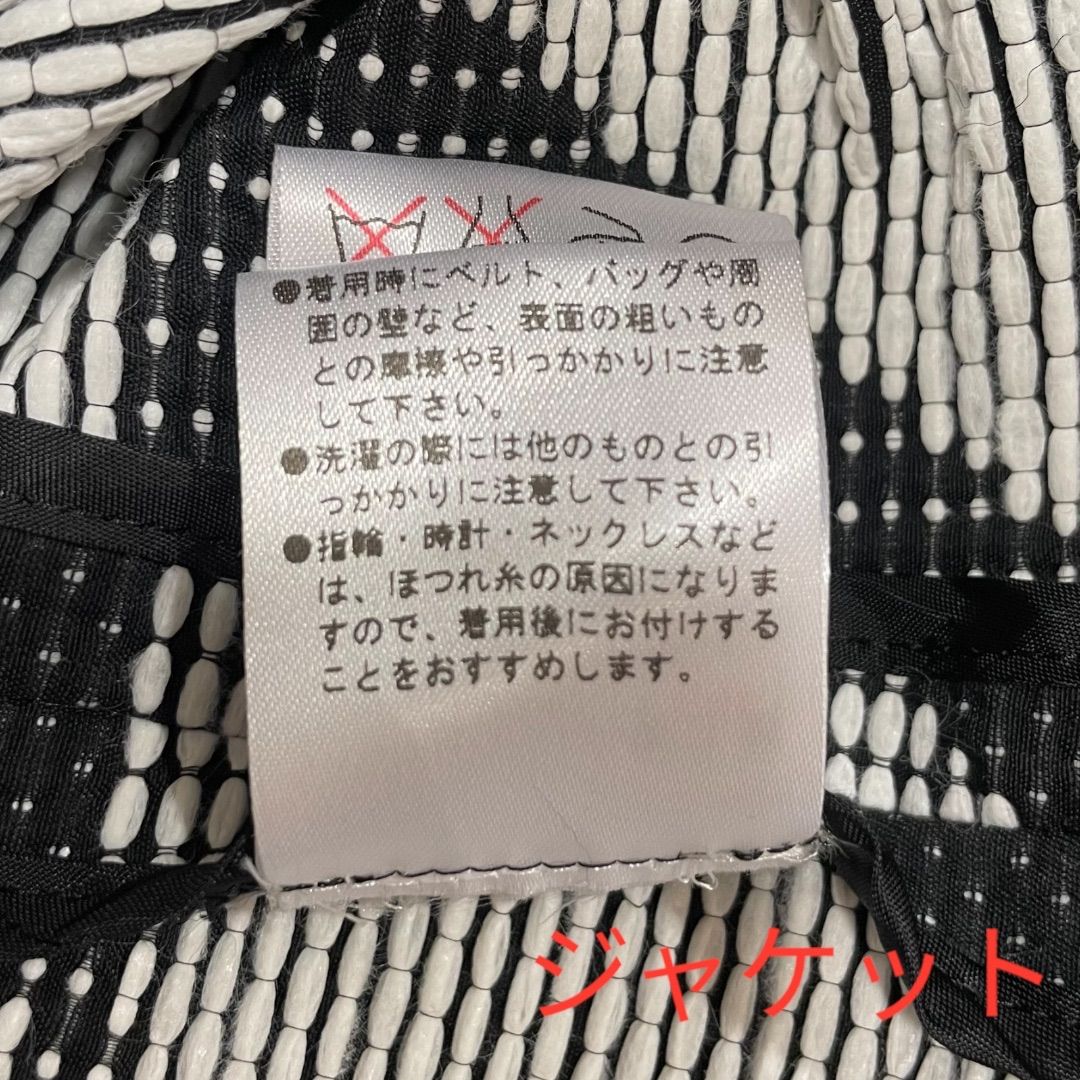 ●着用時にベルト、バッグや周
囲の壁など、表面の粗いもの
との摩擦や引っかかりに注意
して下さい。
●洗濯の際には他のものとの引
っかかりに注意して下さい。
●指輪・時計・ネックレスなど
は、ほつれ糸の原因になりま
すので、着用後にお付けする
ことをおすすめします。
ジャケット